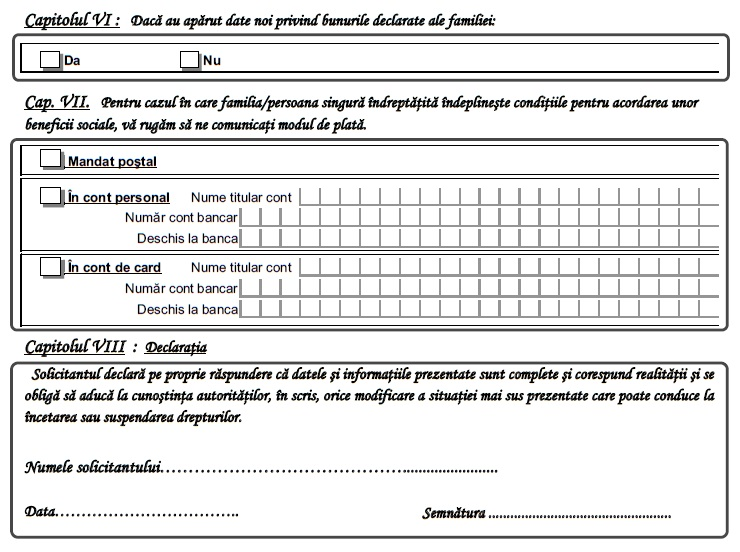 Capitolul VI : Dacă au apărut date noi privind bunurile declarate ale familiei:
Da Nu
Cap. VII. Pentru cazul în care familia/persoana singură îndreptățită îndeplinește condițiile pentru acordarea unor
beneficii sociale, vă rugăm să ne comunicați modul de plată.
Mandat poştal
În cont personal Nume titular cont
Număr cont bancar
Deschis la banca
În cont de card Nume titular cont
Număr cont bancar
Deschis la banca
Capitolul VIII : Declarația
Solicitantul declară pe proprie răspundere că datele și informațiile prezentate sunt complete și corespund realității și se
obligă să aducă la cunoștința autorităților, în scris, orice modificare a situației mai sus prezentate care poate conduce la
încetarea sau suspendarea drepturilor.
Numele solicitantului……………………………………….........................
Data……………………………..
Semnătura ..................................................